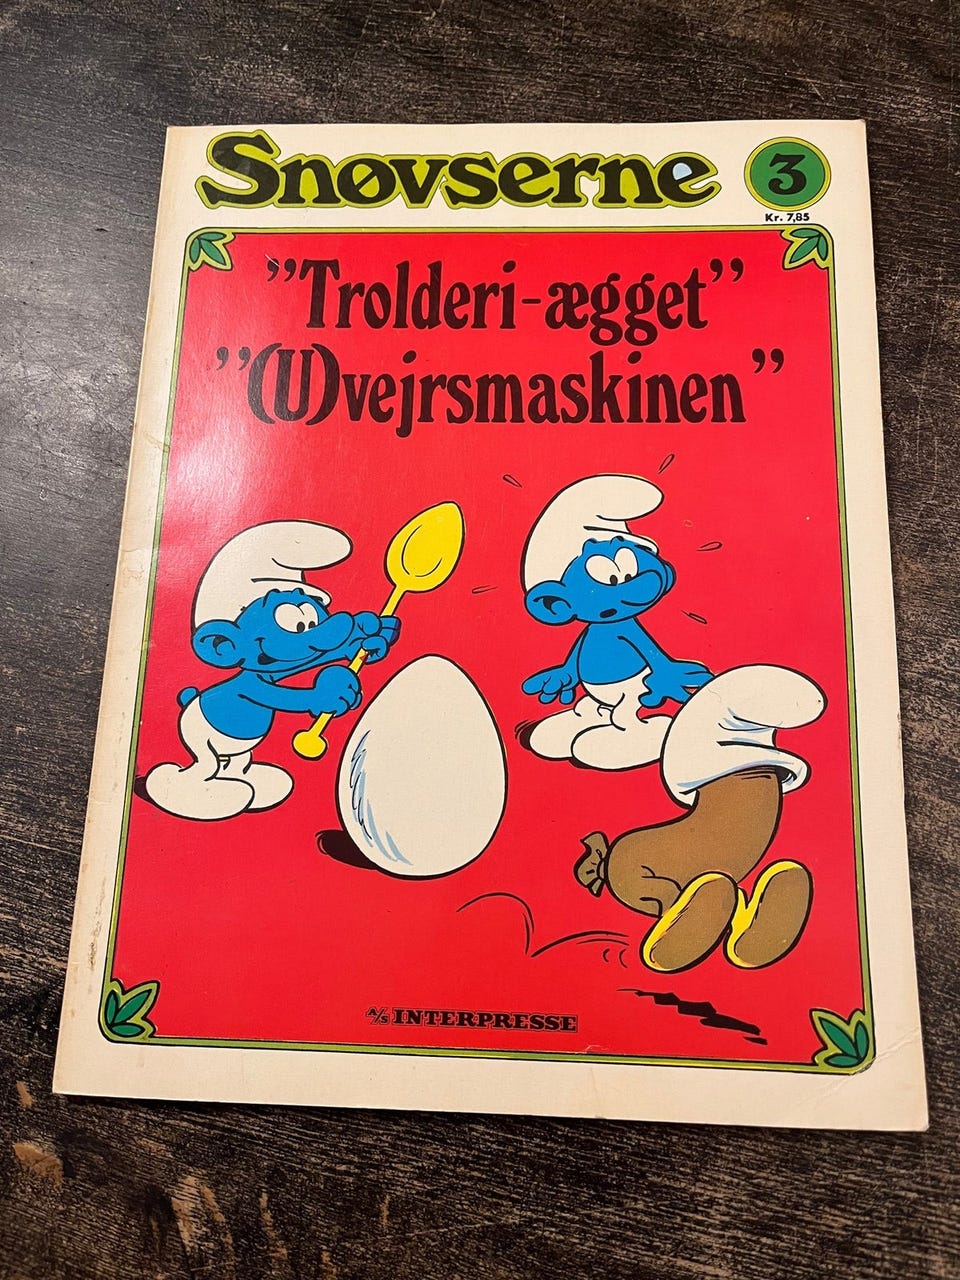 Snøvserne
3
Kr. 7,85
”Trolderi-ægget”
”(U)vejrsmaskinen”
A/S INTERPRESSE